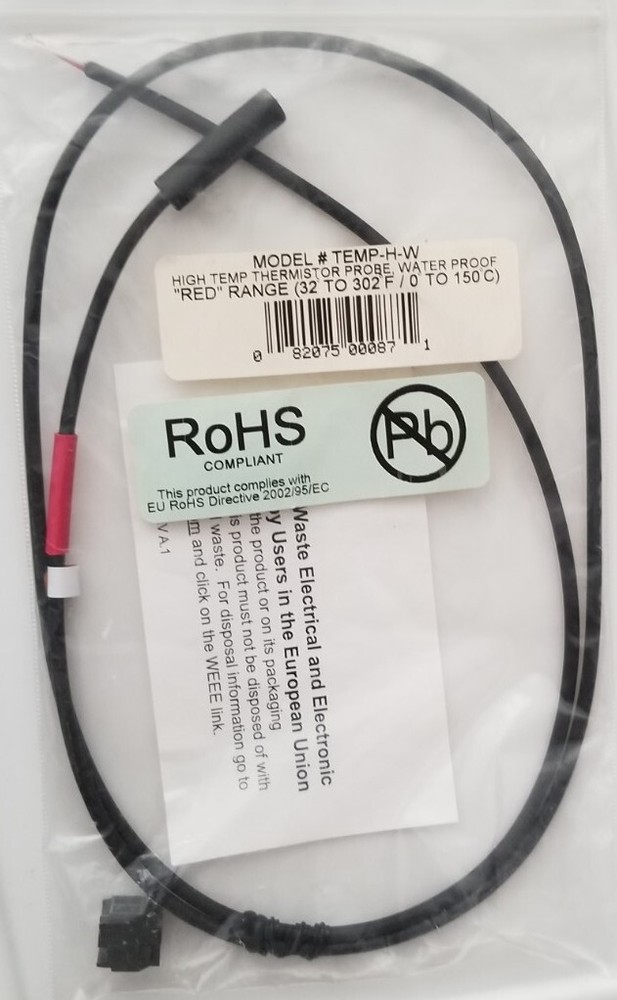 MODEL # TEMP-H-W
HIGH TEMP THERMISTOR PROBE, WATER PROOF
"RED" RANGE (32 TO 302 F / 0 TO 150 C)
0 82075 00087 1
RoHS
COMPLIANT
Pb
This product complies with
EU RoHS Directive 2002/95/EC
Waste Electrical and Electronic
by Users in the European Union
the product or on its packaging
is product must not be disposed of with
waste. For disposal information go to
m and click on the WEEE link.
V A.1